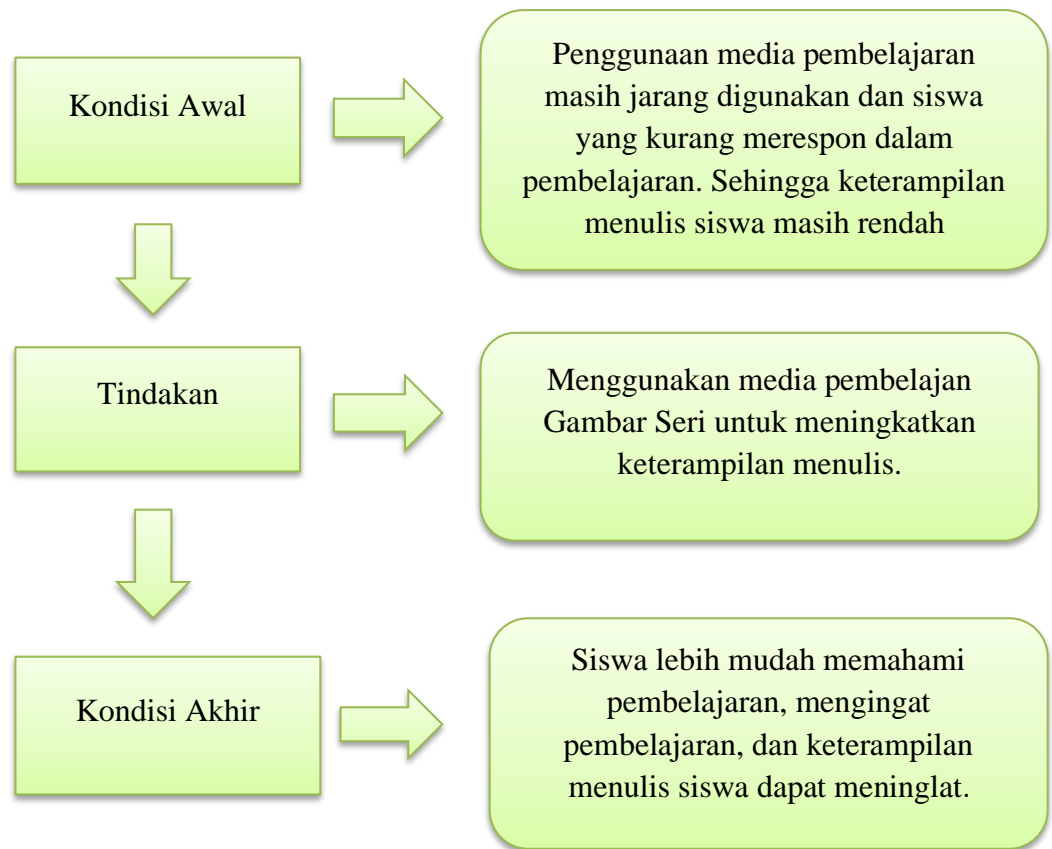 Kondisi Awal
Penggunaan media pembelajaran
masih jarang digunakan dan siswa
yang kurang merespon dalam
pembelajaran. Sehingga keterampilan
menulis siswa masih rendah
Tindakan
Menggunakan media pembelajan
Gambar Seri untuk meningkatkan
keterampilan menulis.
Kondisi Akhir
Siswa lebih mudah memahami
pembelajaran, mengingat
pembelajaran, dan keterampilan
menulis siswa dapat meninglat.